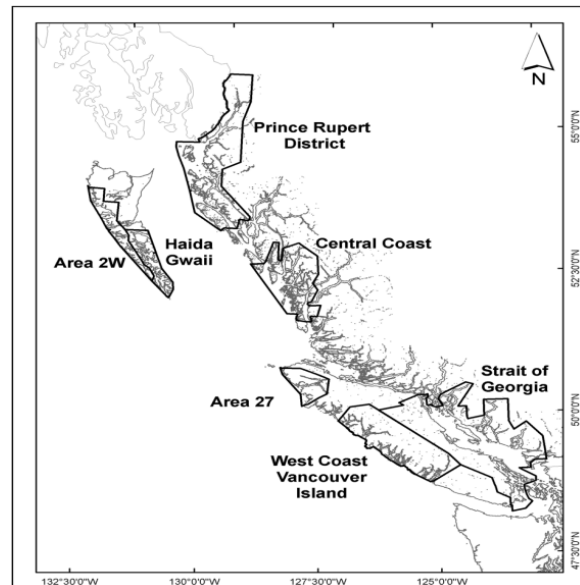 N
Prince Rupert
District
55°0'0"N
Haida
Gwaii
Central Coast
Area 2W
52°30'0"N
Strait of
Georgia
Area 27
50°0'0"N
West Coast
Vancouver
Island
47°30'0"N
132°30'0"W
130°0'0"W
127°30'0"W
125°0'0"W